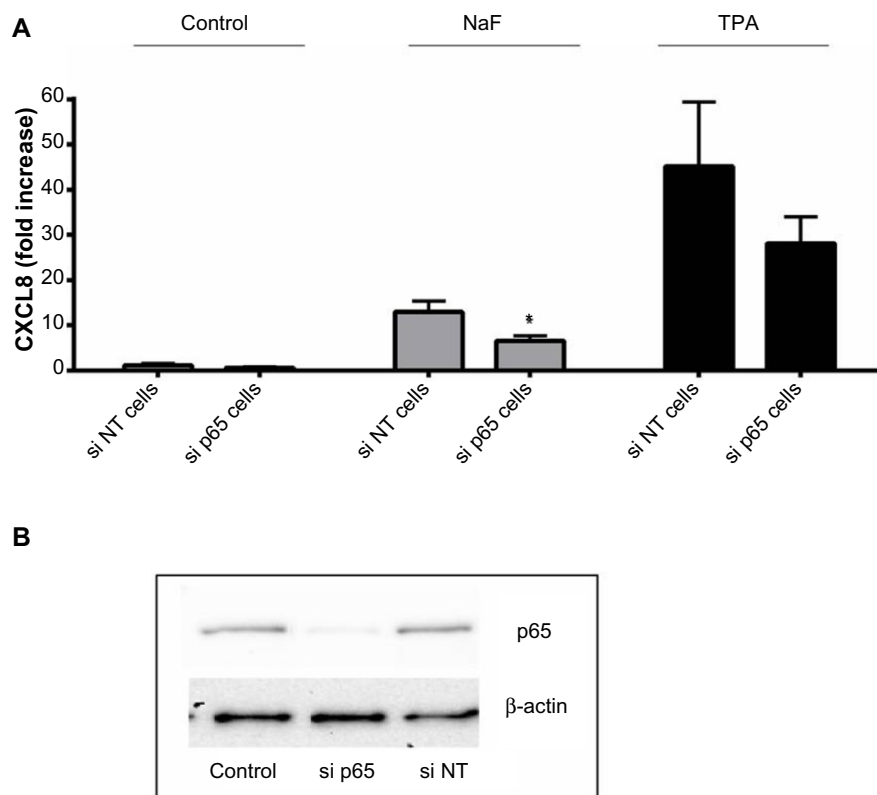 A
Control NaF TPA
CXCL8 (fold increase)
60
50
40
30
20
10
0
*
si NT cells si p65 cells si NT cells si p65 cells si NT cells si p65 cells
B
p65
β-actin
Control si p65 si NT